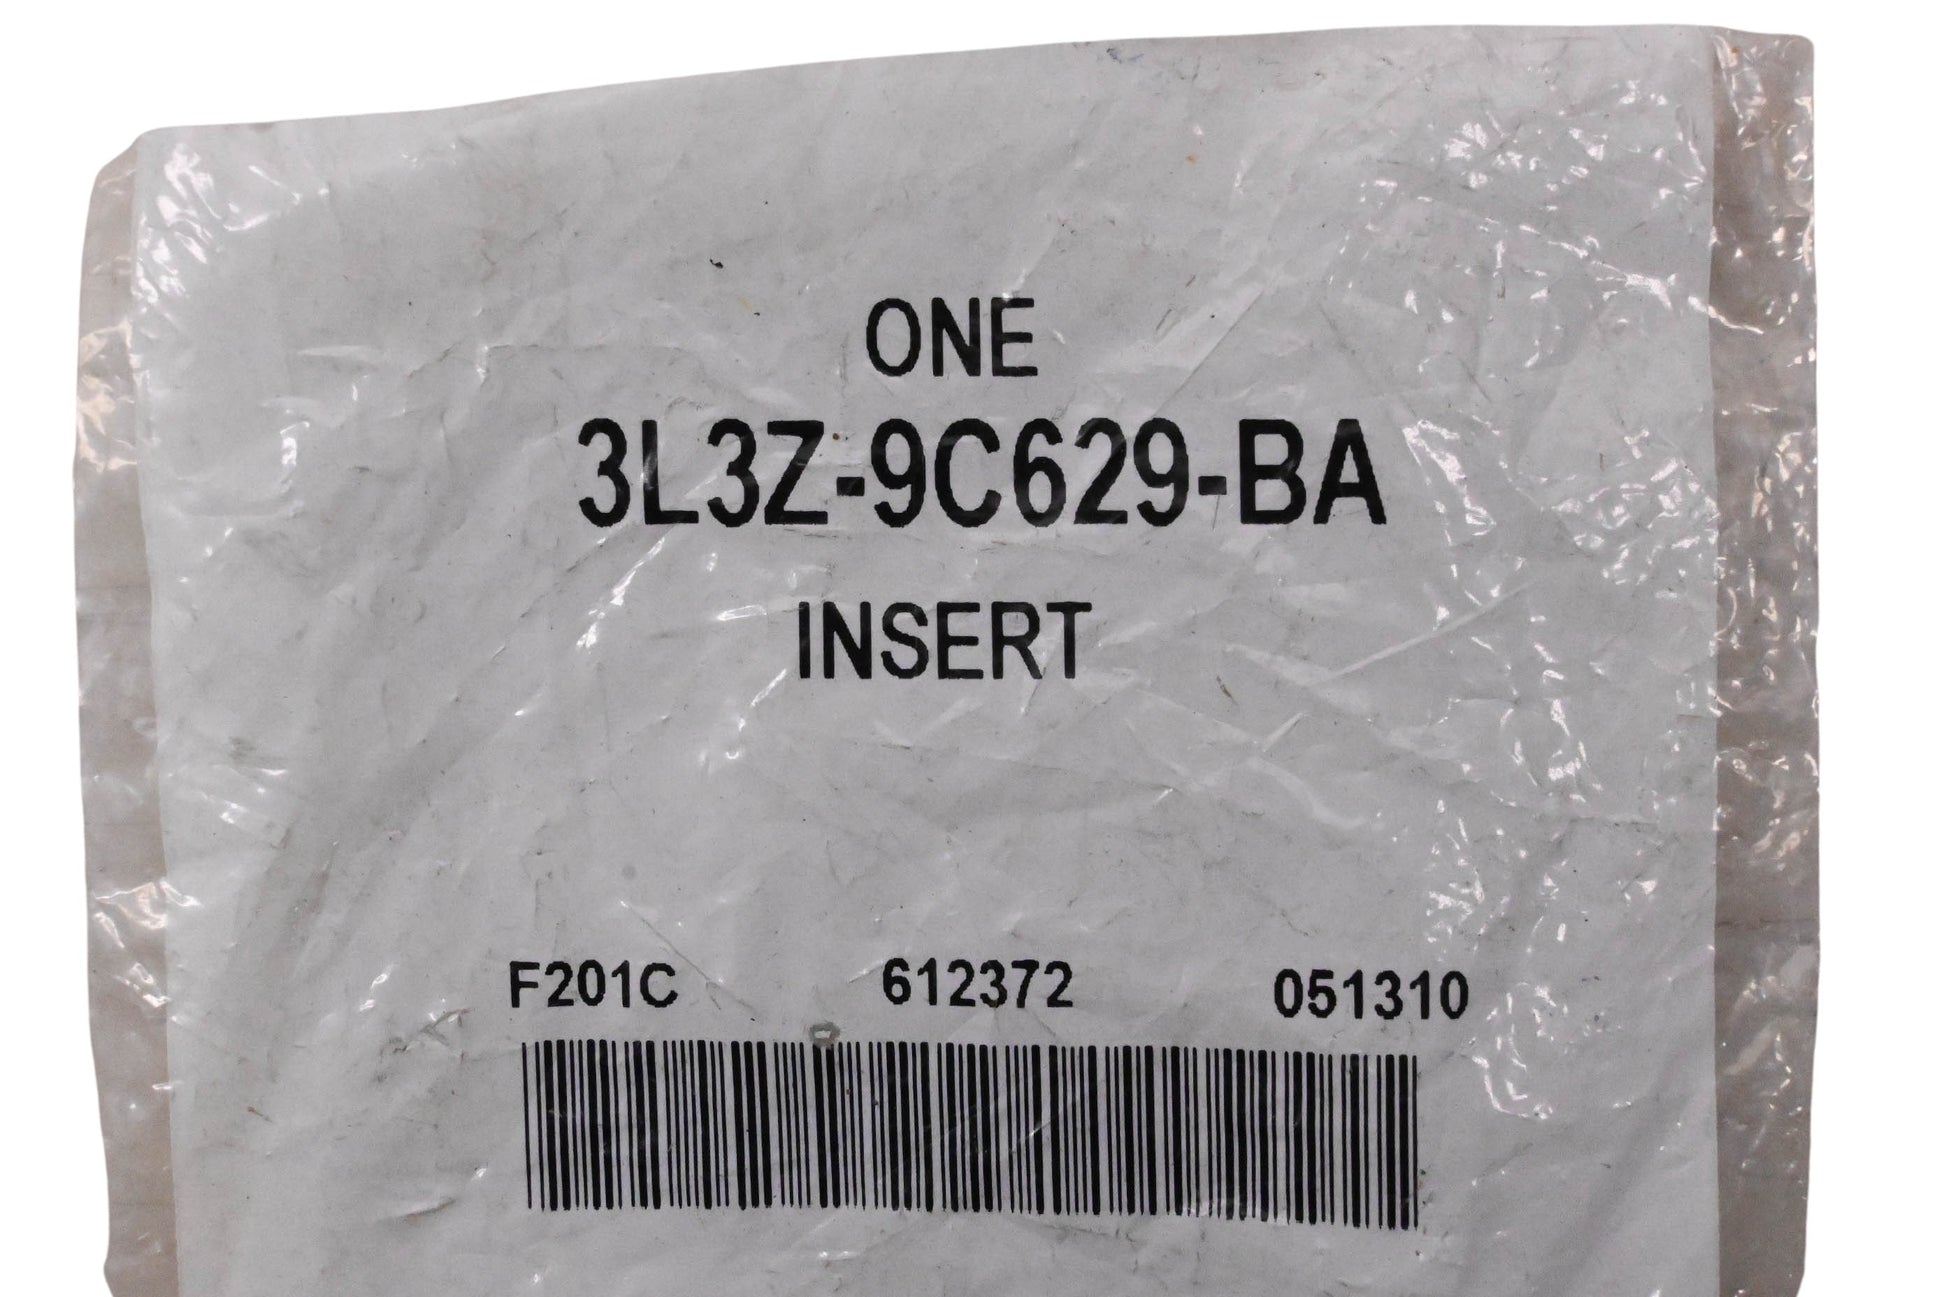 ONE
3L3Z-9C629-BA
INSERT
F201C 612372 051310